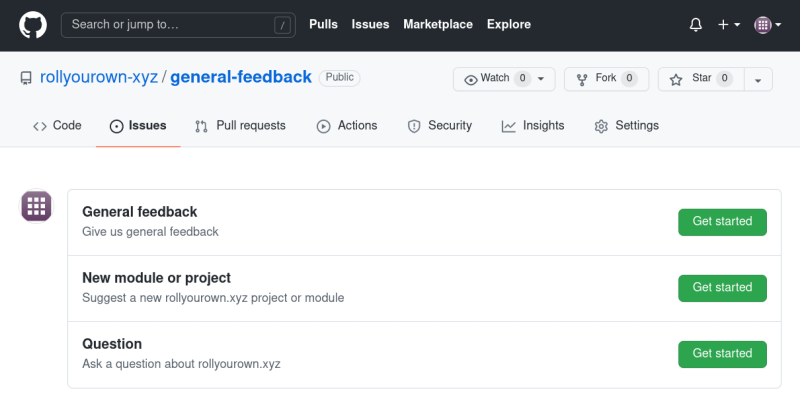 Search or jump to… / Pulls Issues Marketplace Explore
rollyourown-xyz / general-feedback Public Watch 0 Fork 0 Star 0
Code Issues Pull requests Actions Security Insights Settings
General feedback
Give us general feedback
Get started
New module or project
Suggest a new rollyourown.xyz project or module
Get started
Question
Ask a question about rollyourown.xyz
Get started